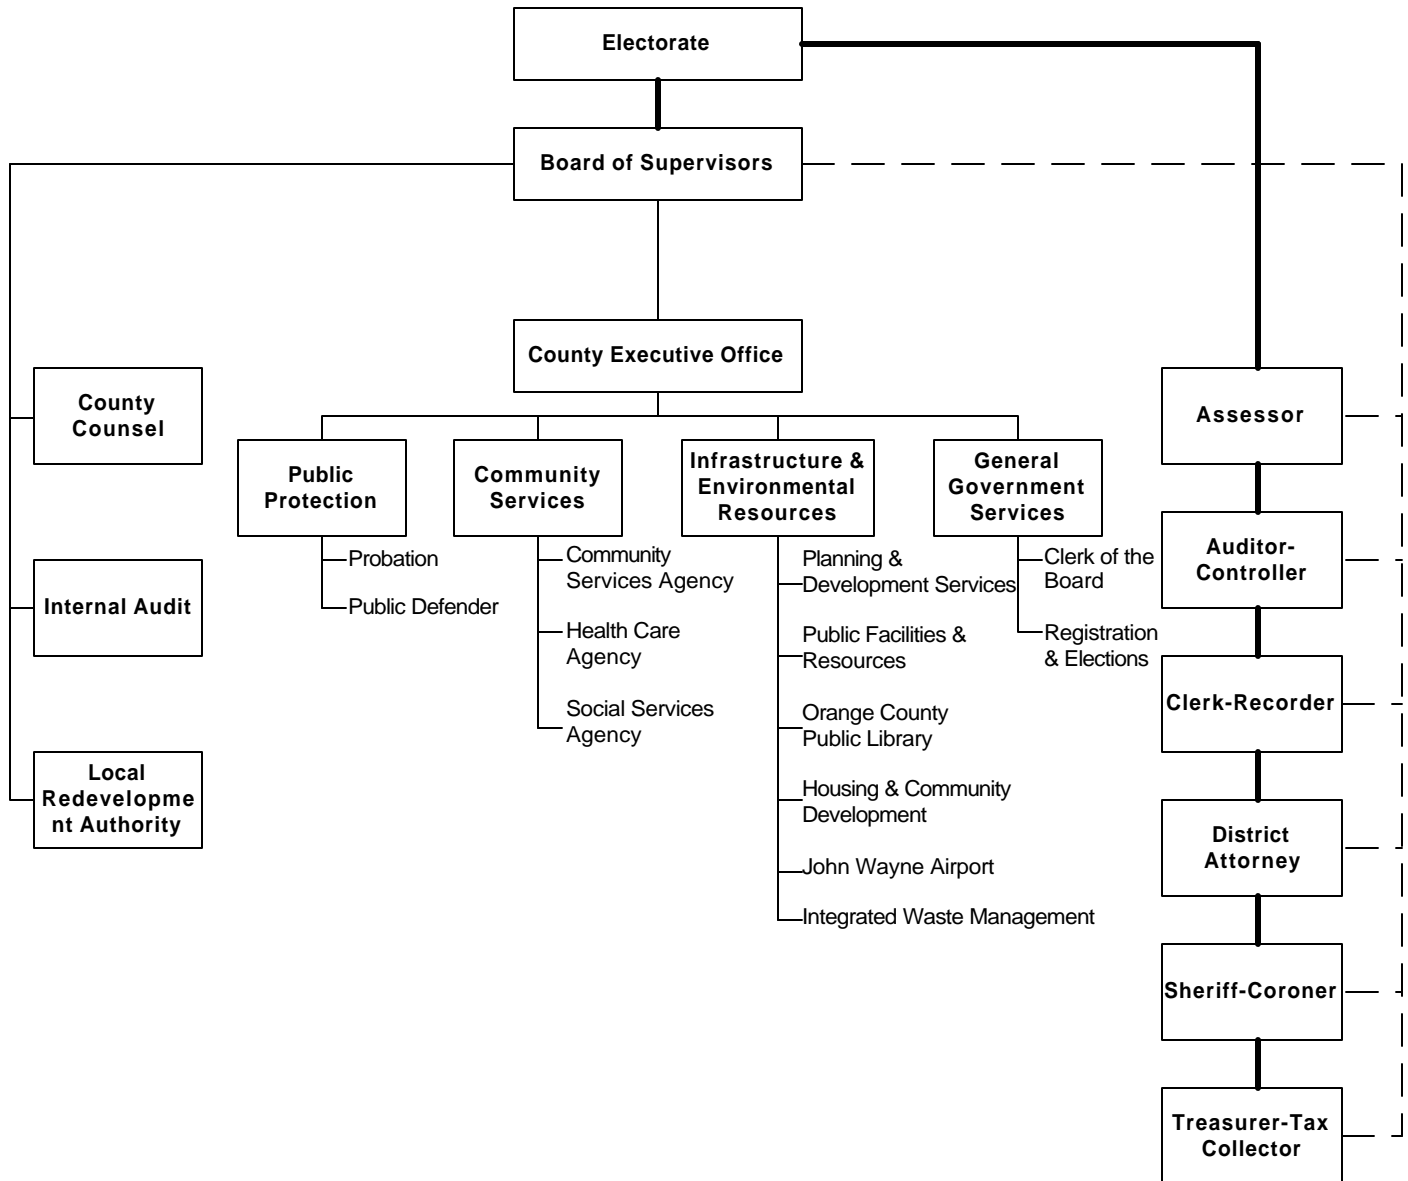 Electorate
Board of Supervisors
County Executive Office
County
Counsel
Internal Audit
Local
Redevelopme
nt Authority
Public
Protection
Probation
Public Defender
Community
Services
Community
Services Agency
Health Care
Agency
Social Services
Agency
Infrastructure &
Environmental
Resources
Planning &
Development Services
Public Facilities &
Resources
Orange County
Public Library
Housing & Community
Development
John Wayne Airport
Integrated Waste Management
General
Government
Services
Clerk of the
Board
Registration
& Elections
Assessor
Auditor-
Controller
Clerk-Recorder
District
Attorney
Sheriff-Coroner
Treasurer-Tax
Collector